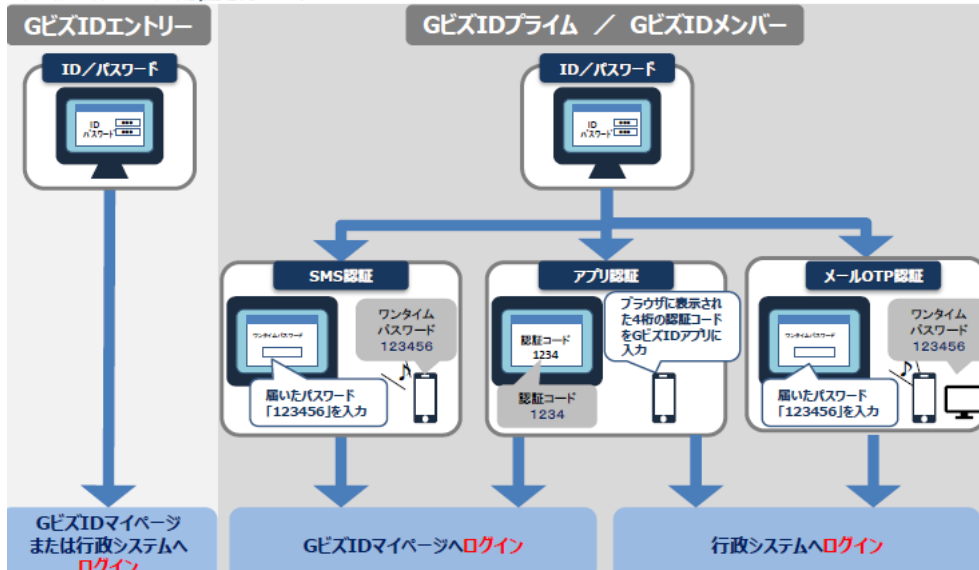 GビズIDエントリー
GビズIDプライム ／ GビズIDメンバー
ID／パスワード
ID
パスワード
ID／パスワード
ID
パスワード
SMS認証
ワンタイムパスワード
ワンタイム
パスワード
123456
届いたパスワード
「123456」を入力
アプリ認証
認証コード
1234
ブラウザに表示され
た4桁の認証コード
をGビズIDアプリに
入力
認証コード
1234
メールOTP認証
ワンタイムパスワード
ワンタイム
パスワード
123456
届いたパスワード
「123456」を入力
GビズIDマイページ
または行政システムへ
ログイン
GビズIDマイページへログイン
行政システムへログイン